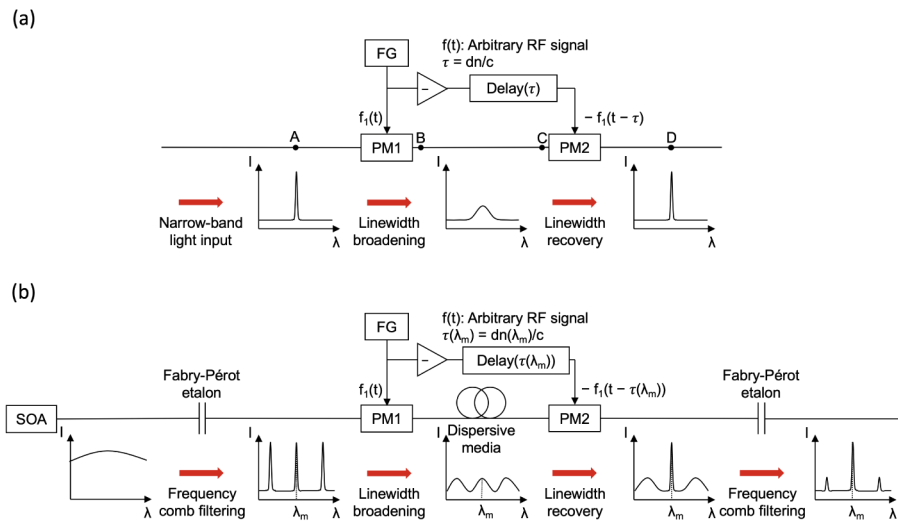 (a)
FG
f(t): Arbitrary RF signal
τ = dn/c
−
Delay(τ)
f₁(t)
− f₁(t − τ)
A
PM1
B
C
PM2
D
I
I
I
Narrow-band
light input
Linewidth
broadening
Linewidth
recovery
λ
λ
λ
(b)
FG
f(t): Arbitrary RF signal
τ(λₘ) = dn(λₘ)/c
−
Delay(τ(λₘ))
Fabry-Pérot
etalon
f₁(t)
− f₁(t − τ(λₘ))
Fabry-Pérot
etalon
SOA
PM1
PM2
Dispersive
media
I
I
I
I
I
Frequency
comb filtering
Linewidth
broadening
Linewidth
recovery
Frequency
comb filtering
λ
λₘ
λ
λₘ
λ
λₘ
λ
λₘ
λ